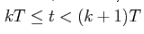 kT ≤ t < (k + 1)T